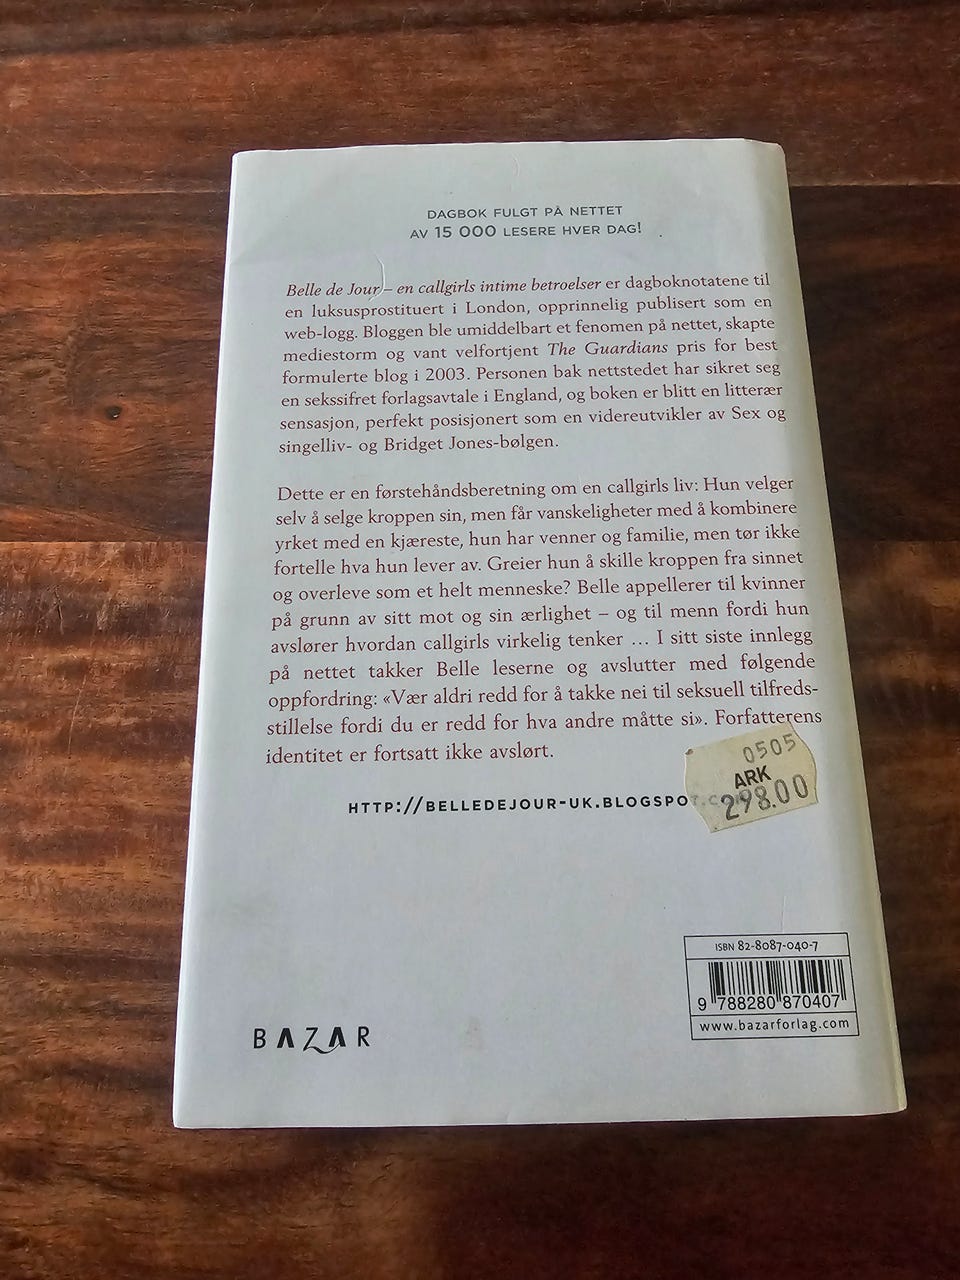 DAGBOK FULGT PÅ NETTET
AV 15 000 LESERE HVER DAG!
Belle de Jour – en callgirls intime betroelser er dagboknotatene til
en luksusprostituert i London, opprinnelig publisert som en
web-logg. Bloggen ble umiddelbart et fenomen på nettet, skapte
mediestorm og vant velfortjent The Guardians pris for best
formulerte blog i 2003. Personen bak nettstedet har sikret seg
en sekssifret forlagsavtale i England, og boken er blitt en litterær
sensasjon, perfekt posisjonert som en videreutvikler av Sex og
singelliv- og Bridget Jones-bølgen.
Dette er en førstehåndsberetning om en callgirls liv: Hun velger
selv å selge kroppen sin, men får vanskeligheter med å kombinere
yrket med en kjæreste, hun har venner og familie, men tør ikke
fortelle hva hun lever av. Greier hun å skille kroppen fra sinnet
og overleve som et helt menneske? Belle appellerer til kvinner
på grunn av sitt mot og sin ærlighet – og til menn fordi hun
avslører hvordan callgirls virkelig tenker ... I sitt siste innlegg
på nettet takker Belle leserne og avslutter med følgende
oppfordring: «Vær aldri redd for å takke nei til seksuell tilfreds-
stillelse fordi du er redd for hva andre måtte si». Forfatterens
identitet er fortsatt ikke avslørt.
0505
ARK
298.00
HTTP://BELLEDEJOUR-UK.BLOGSPOT.C
ISBN 82-8087-040-7
9 788280 870407
www.bazarforlag.com
BAZAR